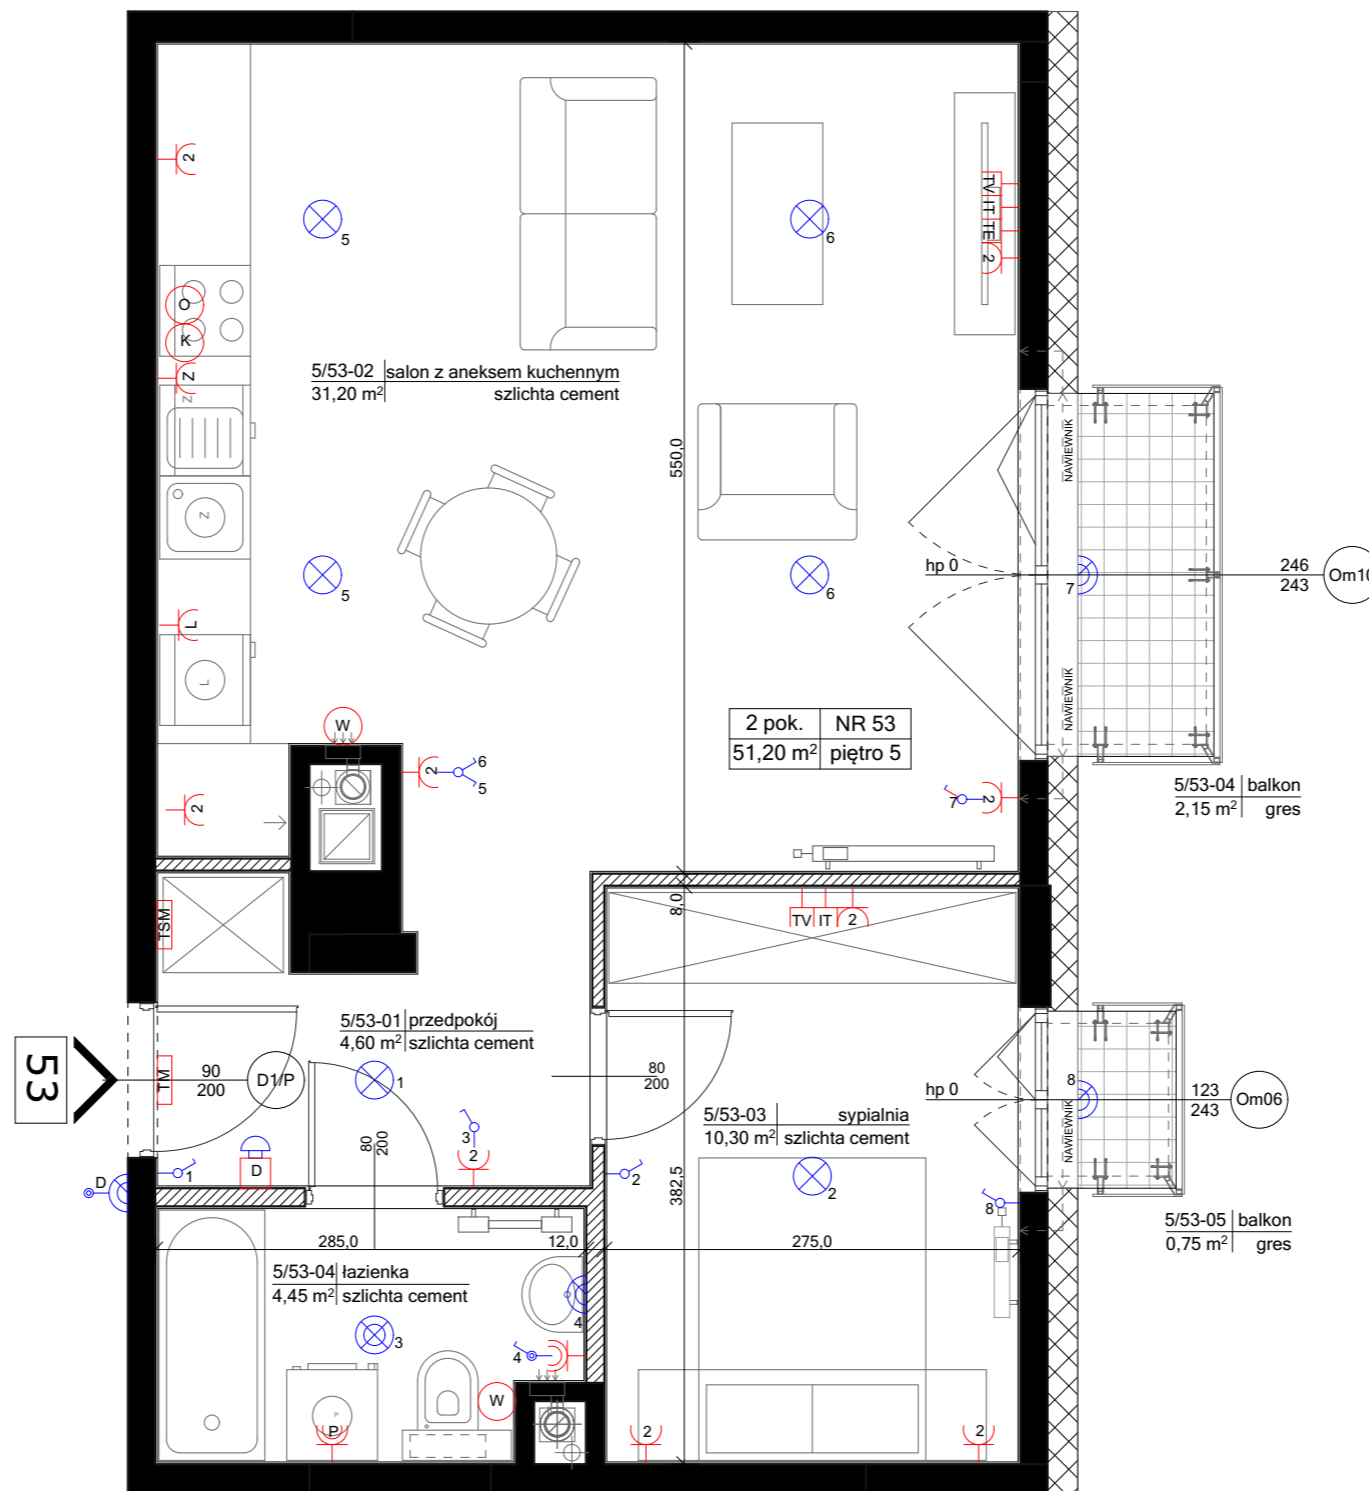 2
5
6
TV IT TE
2
O
K
Z
Z
5/53-02 salon z aneksem kuchennym
31,20 m² szlichta cement
550,0
NAWIEWNIK
Z
5
6
hp 0
7
246
243
Om10
L
L
NAWIEWNIK
W
2 pok. NR 53
51,20 m² piętro 5
2
6
5
2
7
2
5/53-04 balkon
2,15 m² gres
8,0
TV IT 2
TSM
5/53-01 przedpokój
4,60 m² szlichta cement
53
TM
90
200
D1/P
1
80
200
hp 0
8
123
243
Om06
NAWIEWNIK
5/53-03 sypialnia
10,30 m² szlichta cement
3
2
80
200
D
D
1
2
2
382,5
8
5/53-05 balkon
0,75 m² gres
285,0
12,0
275,0
5/53-04 łazienka
4,45 m² szlichta cement
4
3
4
W
P
P
2
2